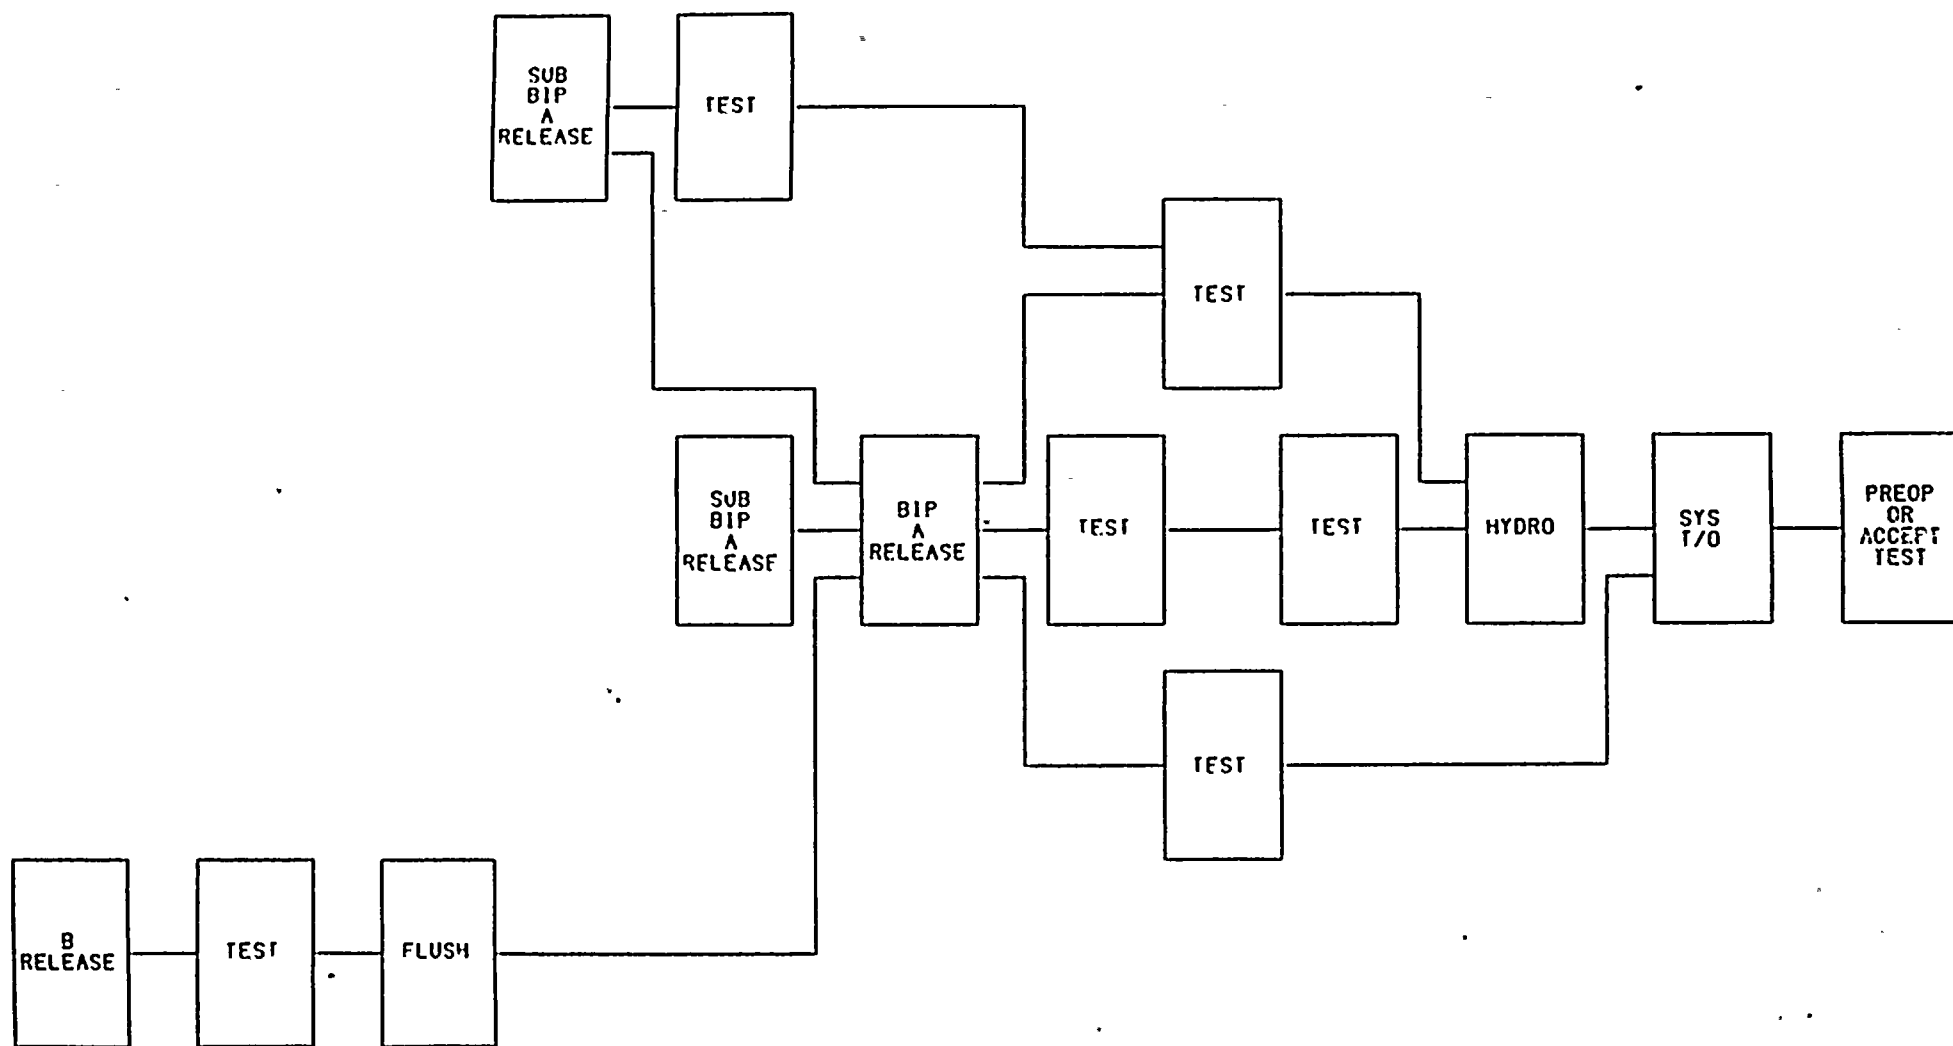 SUB
BIP
A
RELEASE
TEST
TEST
SUB
BIP
A
RELEASE
BIP
A
RELEASE
TEST
TEST
HYDRO
SYS
T/O
PREOP
OR
ACCEPT
TEST
TEST
B
RELEASE
TEST
FLUSH